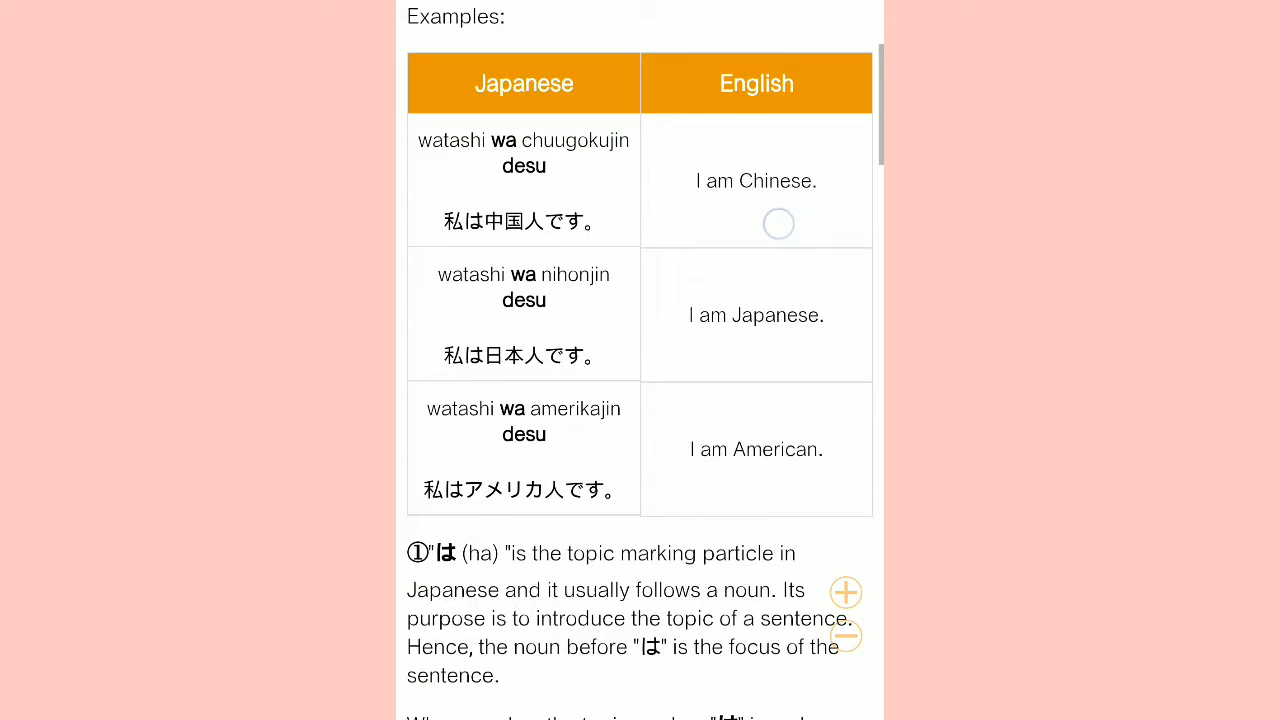 Examples:
Japanese
English
watashi wa chuugokujin
desu
私は中国人です。
I am Chinese.
watashi wa nihonjin
desu
私は日本人です。
I am Japanese.
watashi wa amerikajin
desu
私はアメリカ人です。
I am American.
①"は (ha) "is the topic marking particle in
Japanese and it usually follows a noun. Its
purpose is to introduce the topic of a sentence.
Hence, the noun before "は" is the focus of the
sentence.